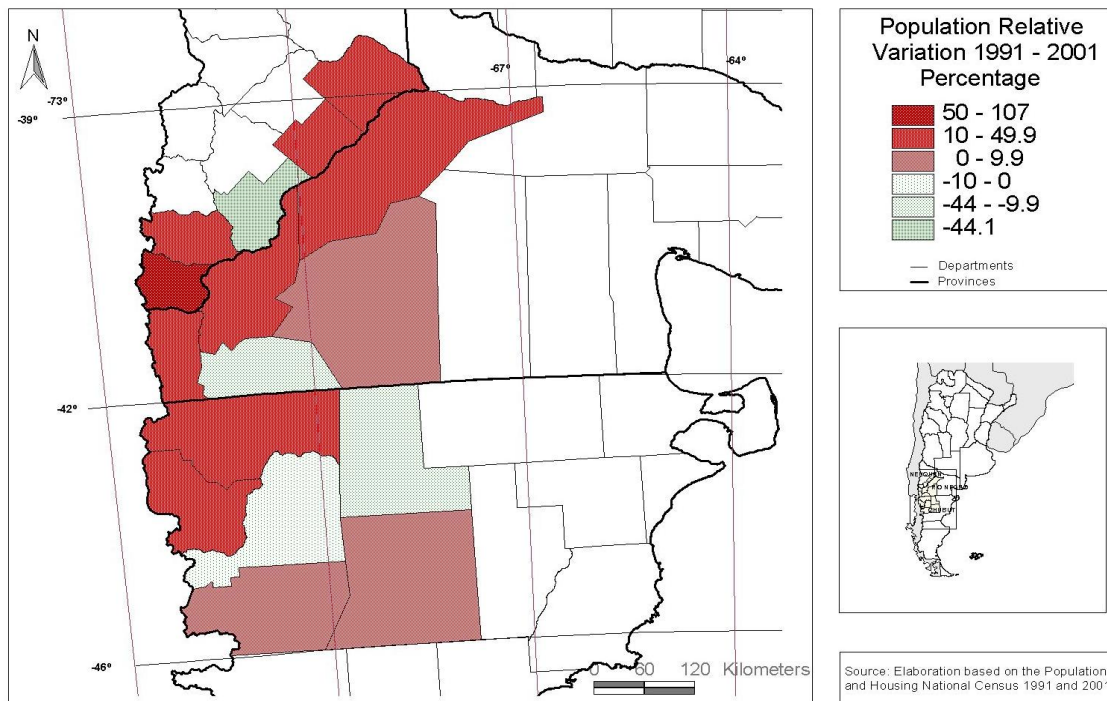 N
-73°
-39°
-67°
-64°
-42°
-46°
0 60 120 Kilometers
Population Relative
Variation 1991 - 2001
Percentage
50 - 107
10 - 49.9
0 - 9.9
-10 - 0
-44 - -9.9
-44.1
Departments
Provinces
NEUQUEN
RIO NEGRO
CHUBUT
Source: Elaboration based on the Population
and Housing National Census 1991 and 2001